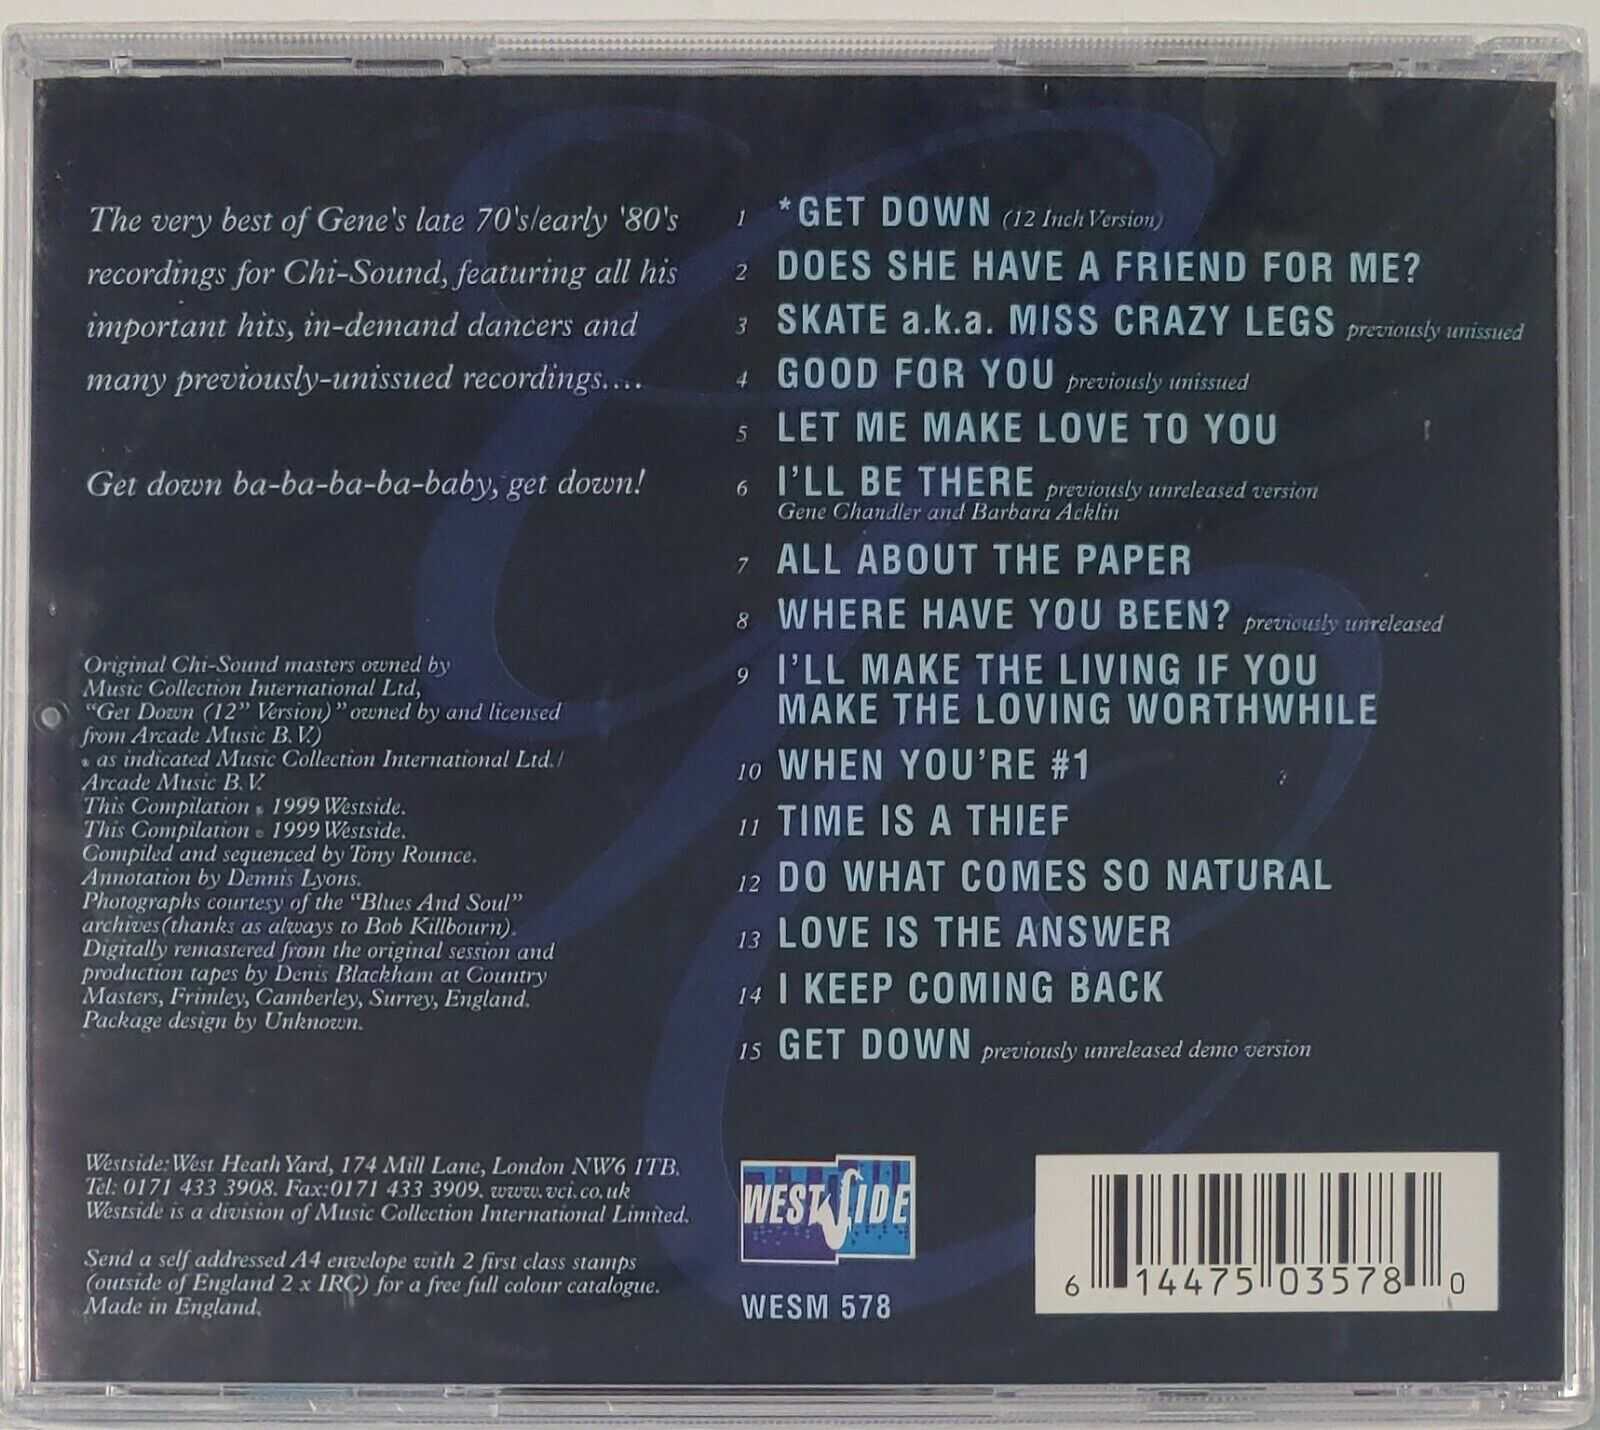 The very best of Gene's late 70's/early '80's
recordings for Chi-Sound, featuring all his
important hits, in-demand dancers and
many previously-unissued recordings....
Get down ba-ba-ba-ba-baby, get down!
Original Chi-Sound masters owned by
Music Collection International Ltd,
"Get Down (12" Version)" owned by and licensed
from Arcade Music B.V.)
℗ as indicated Music Collection International Ltd./
Arcade Music B.V.
This Compilation ℗ 1999 Westside.
This Compilation © 1999 Westside.
Compiled and sequenced by Tony Rounce.
Annotation by Dennis Lyons.
Photographs courtesy of the "Blues And Soul"
archives(thanks as always to Bob Killbourn).
Digitally remastered from the original session and
production tapes by Denis Blackham at Country
Masters, Frimley, Camberley, Surrey, England.
Package design by Unknown.
Westside: West Heath Yard, 174 Mill Lane, London NW6 1TB.
Tel: 0171 433 3908. Fax:0171 433 3909. www.vci.co.uk
Westside is a division of Music Collection International Limited.
Send a self addressed A4 envelope with 2 first class stamps
(outside of England 2 x IRC) for a free full colour catalogue.
Made in England.
1 *GET DOWN (12 Inch Version)
2 DOES SHE HAVE A FRIEND FOR ME?
3 SKATE a.k.a. MISS CRAZY LEGS previously unissued
4 GOOD FOR YOU previously unissued
5 LET ME MAKE LOVE TO YOU
6 I'LL BE THERE previously unreleased version
Gene Chandler and Barbara Acklin
7 ALL ABOUT THE PAPER
8 WHERE HAVE YOU BEEN? previously unreleased
9 I'LL MAKE THE LIVING IF YOU
MAKE THE LOVING WORTHWHILE
10 WHEN YOU'RE #1
11 TIME IS A THIEF
12 DO WHAT COMES SO NATURAL
13 LOVE IS THE ANSWER
14 I KEEP COMING BACK
15 GET DOWN previously unreleased demo version
WESTSIDE
WESM 578
6 14475 03578 0